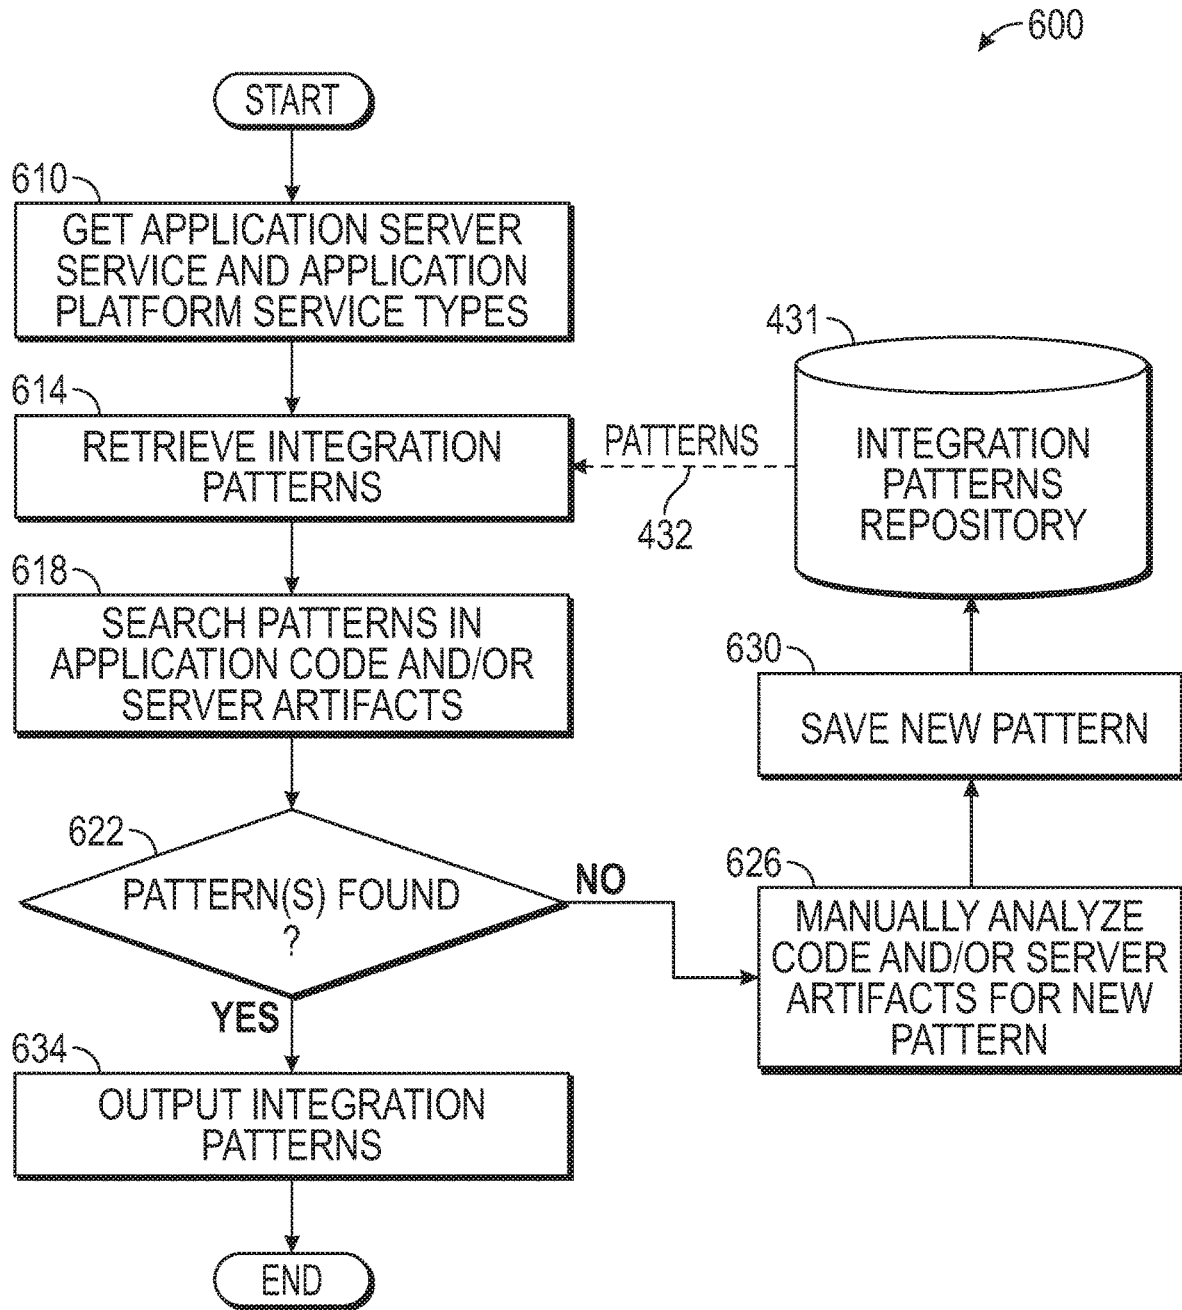 600
START
610
GET APPLICATION SERVER
SERVICE AND APPLICATION
PLATFORM SERVICE TYPES
614
RETRIEVE INTEGRATION
PATTERNS
PATTERNS
432
431
INTEGRATION
PATTERNS
REPOSITORY
618
SEARCH PATTERNS IN
APPLICATION CODE AND/OR
SERVER ARTIFACTS
630
SAVE NEW PATTERN
622
PATTERN(S) FOUND
?
NO
YES
626
MANUALLY ANALYZE
CODE AND/OR SERVER
ARTIFACTS FOR NEW
PATTERN
634
OUTPUT INTEGRATION
PATTERNS
END